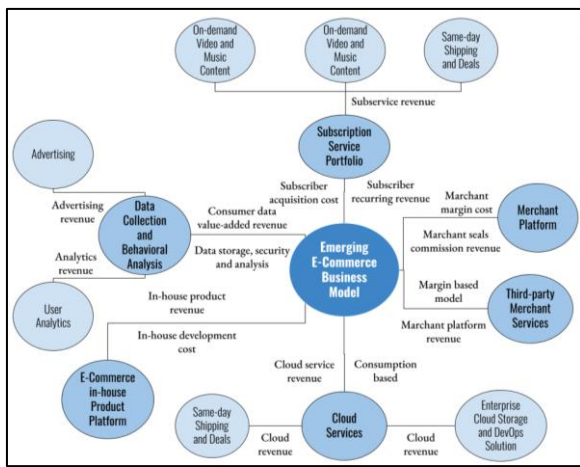 On-demand
Video and
Music
Content
On-demand
Video and
Music
Content
Same-day
Shipping
and Deals
Subservice revenue
Subscription
Service
Portfolio
Advertising
Subscriber
acquisition cost
Subscriber
recurring revenue
Advertising
revenue
Data
Collection
and
Behavioral
Analysis
Consumer data
value-added revenue
Marchant
margin cost
Merchant
Platform
Emerging
E-Commerce
Business
Model
Marchant seals
commission revenue
Analytics
revenue
Data storage, security
and analysis
User
Analytics
In-house product
revenue
Margin based
model
Third-party
Merchant
Services
In-house development
cost
Marchant platform
revenue
E-Commerce
in-house
Product
Platform
Cloud service
revenue
Consumption
based
Same-day
Shipping
and Deals
Cloud
revenue
Cloud
Services
Cloud
revenue
Enterprise
Cloud Storage
and DevOps
Solution